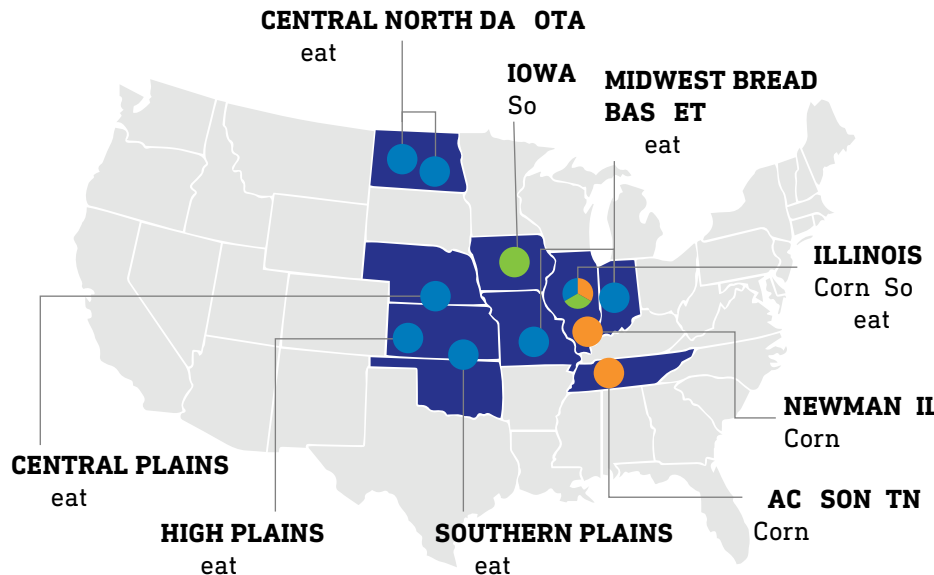 CENTRAL NORTH DA OTA
eat
IOWA
So
MIDWEST BREAD
BAS ET
eat
ILLINOIS
Corn So
eat
NEWMAN IL
Corn
CENTRAL PLAINS
eat
HIGH PLAINS
eat
SOUTHERN PLAINS
eat
AC SON TN
Corn